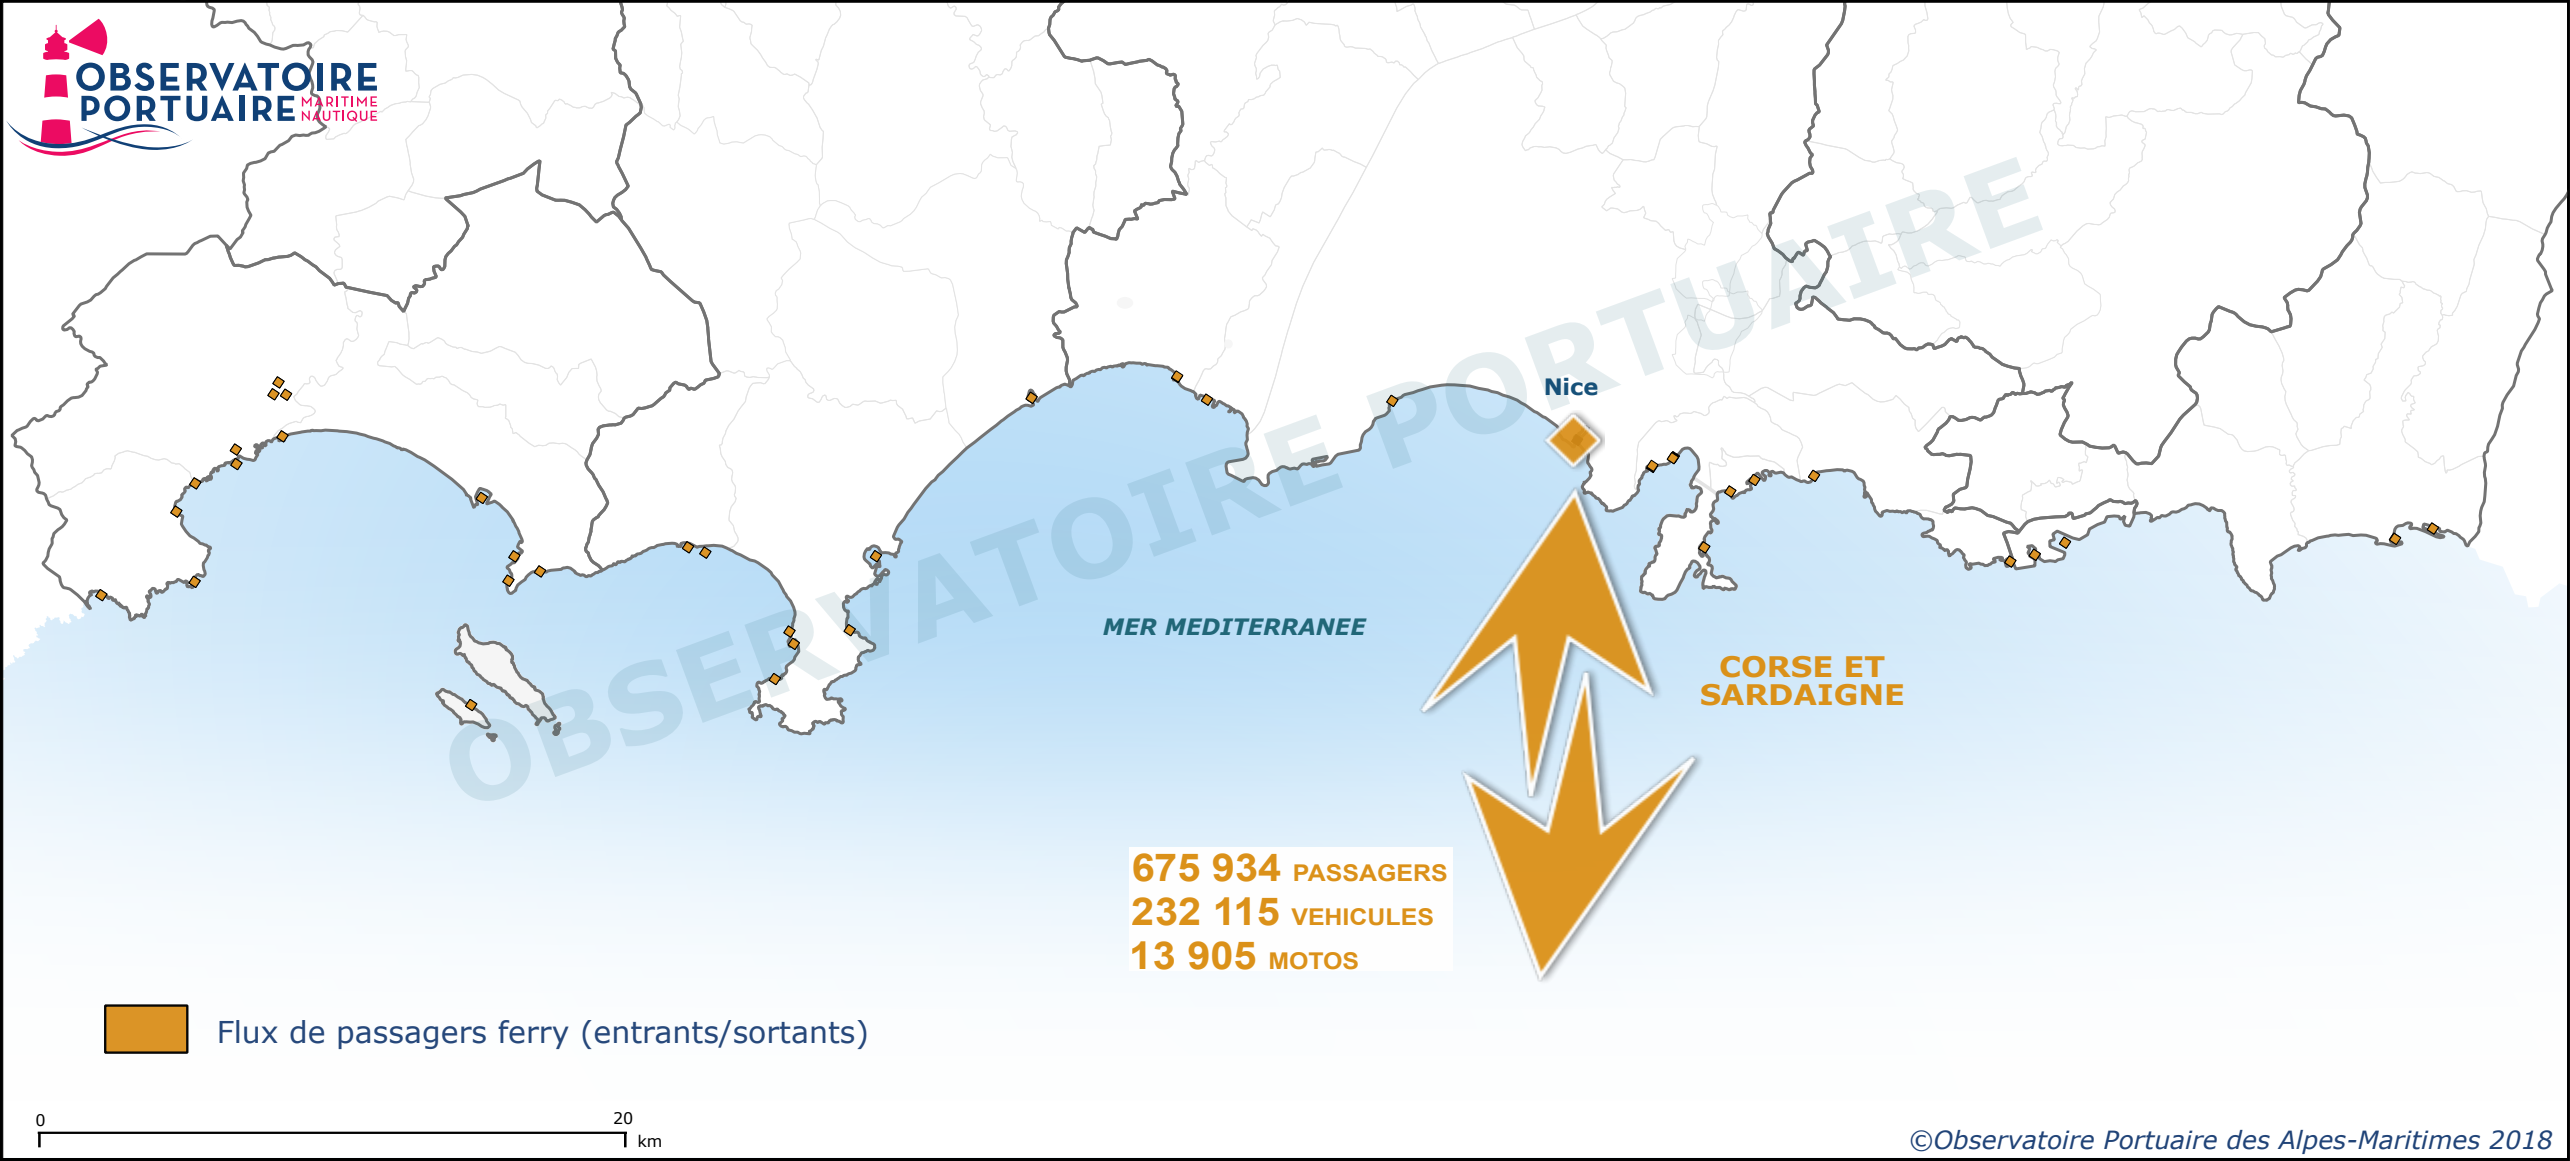 OBSERVATOIRE
PORTUAIRE MARITIME
NAUTIQUE
OBSERVATOIRE PORTUAIRE
Nice
MER MEDITERRANEE
CORSE ET
SARDAIGNE
675 934 PASSAGERS
232 115 VEHICULES
13 905 MOTOS
Flux de passagers ferry (entrants/sortants)
0 20
km
©Observatoire Portuaire des Alpes-Maritimes 2018